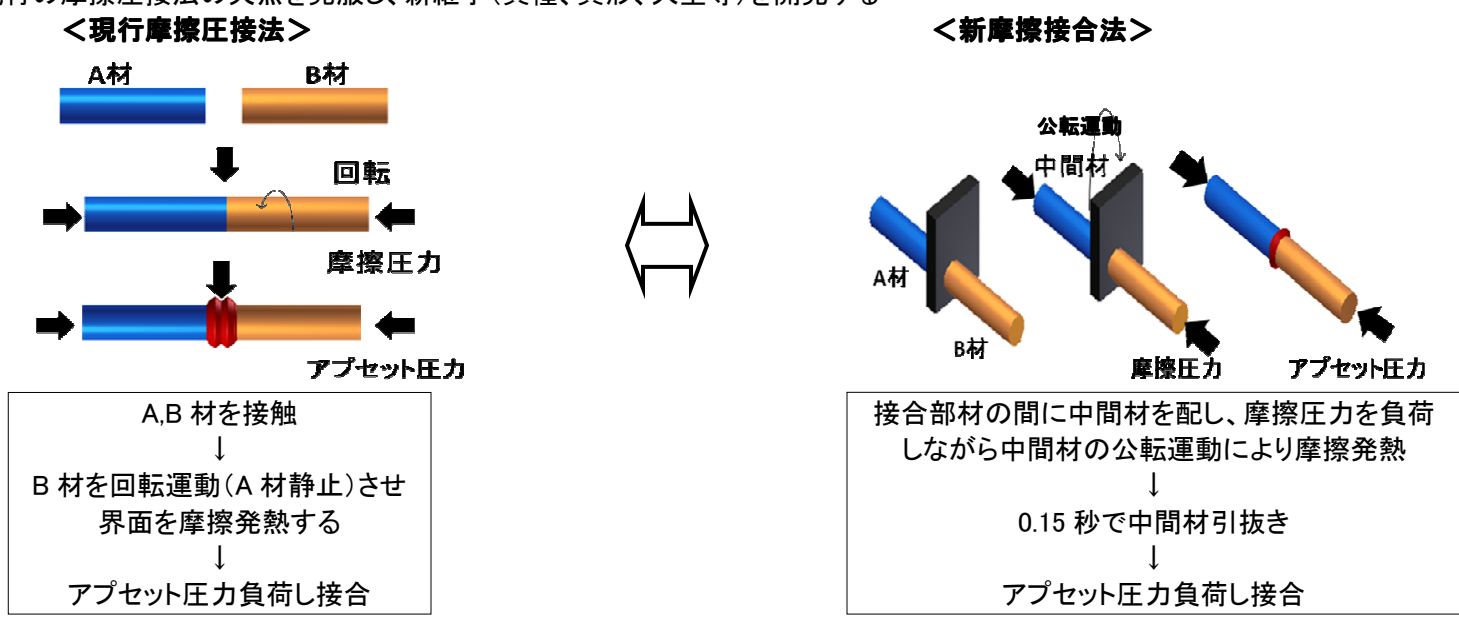 ＜現行摩擦圧接法＞
A材
B材
回転
摩擦圧力
アプセット圧力
A,B 材を接触
↓
B 材を回転運動（A 材静止）させ
界面を摩擦発熱する
↓
アプセット圧力負荷し接合
＜新摩擦接合法＞
公転運動
中間材
A材
B材
摩擦圧力
アプセット圧力
接合部材の間に中間材を配し、摩擦圧力を負荷
しながら中間材の公転運動により摩擦発熱
↓
0.15 秒で中間材引抜き
↓
アプセット圧力負荷し接合